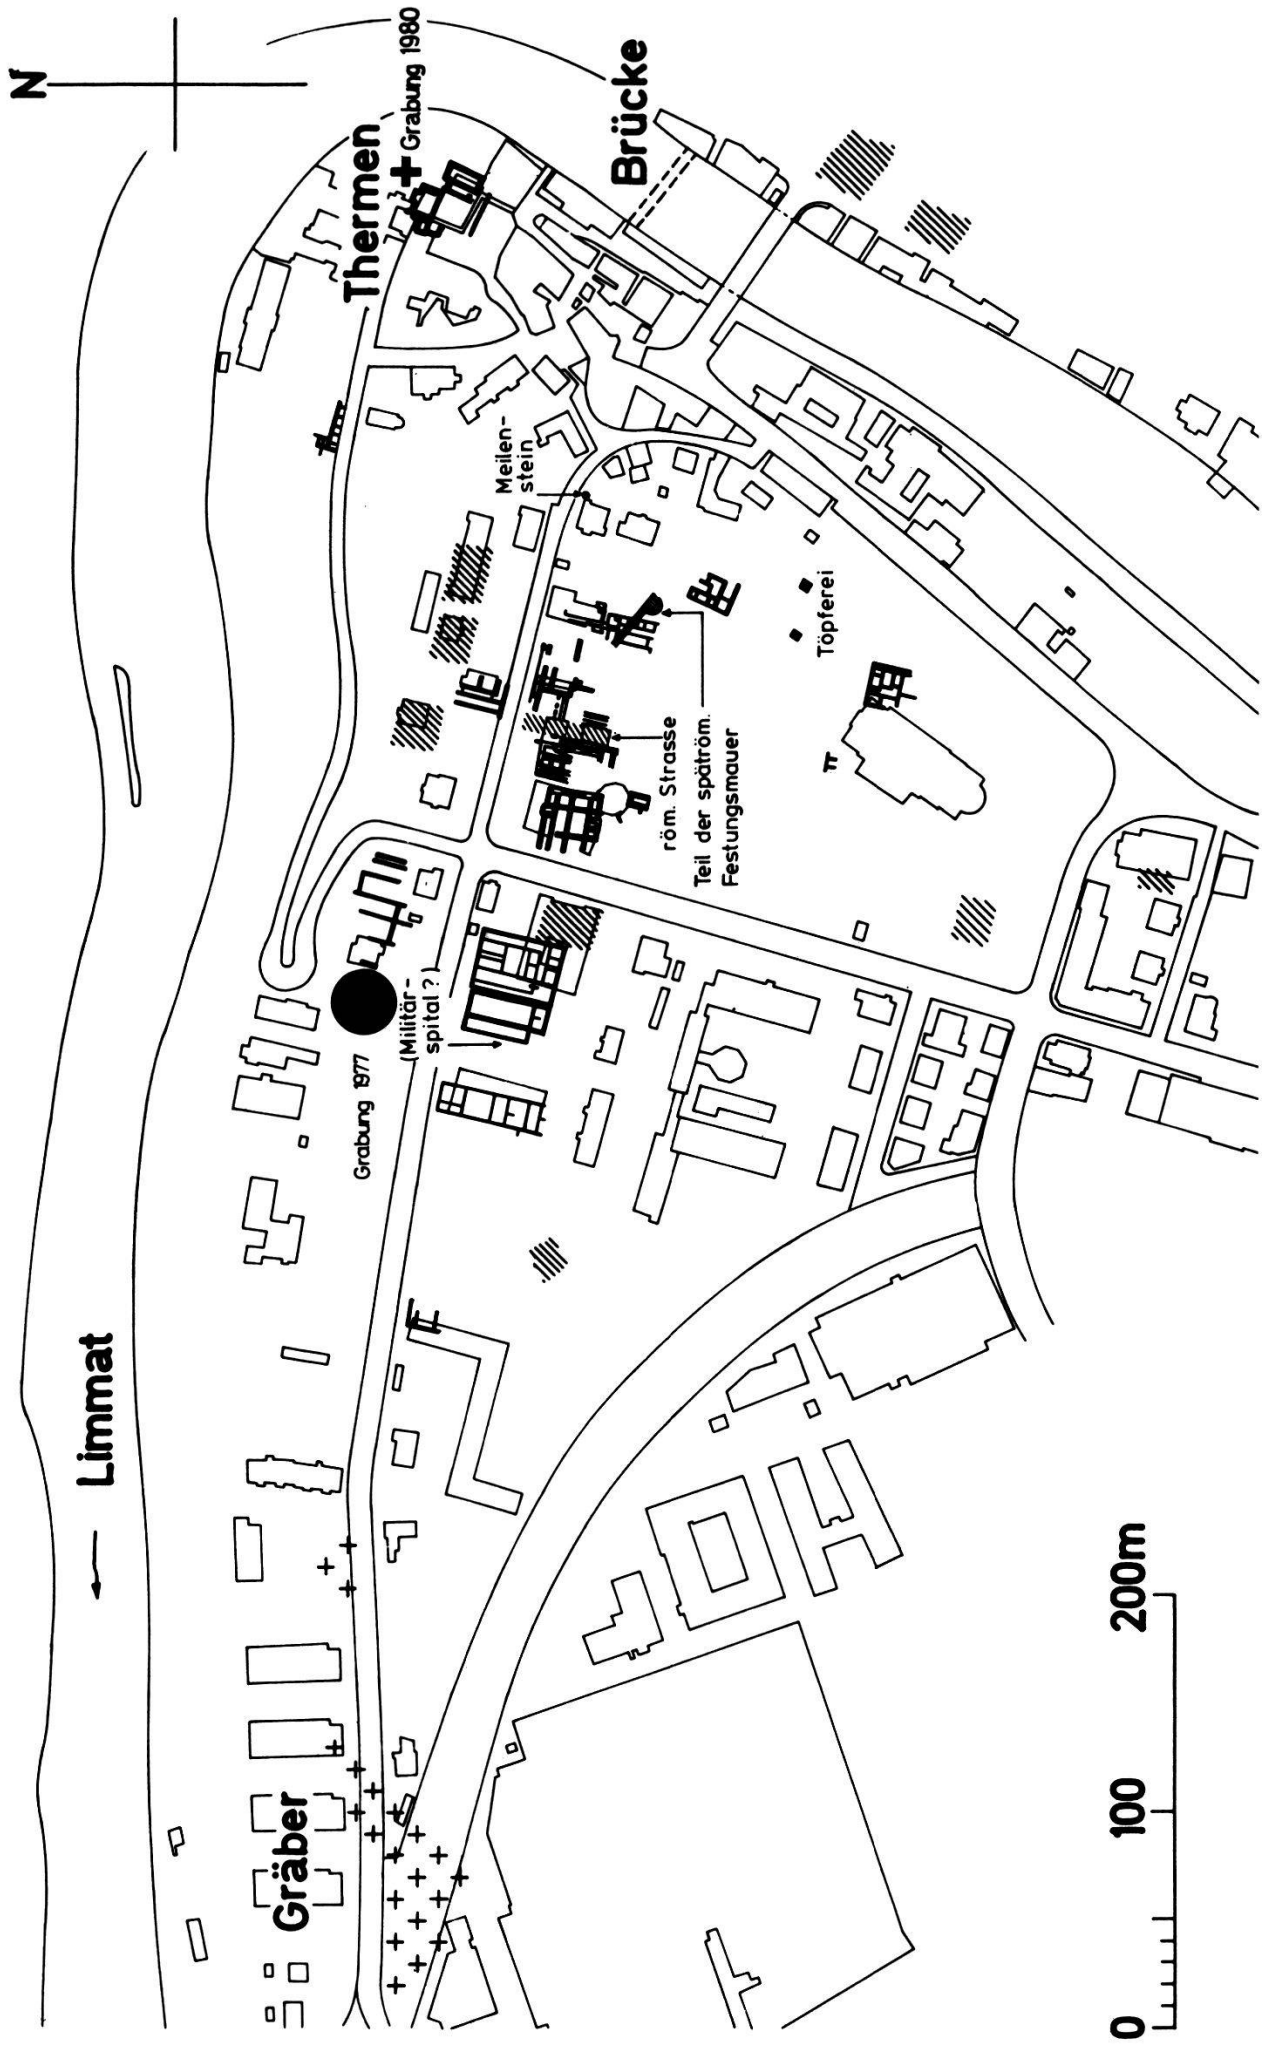 N
Thermen
Grabung 1980
Brücke
Meilen-
stein
Töpferei
röm. Strasse
Teil der spätröm.
Festungsmauer
(Militär-
spital?)
Grabung 1977
Limmat
Gräber
0 100 200m